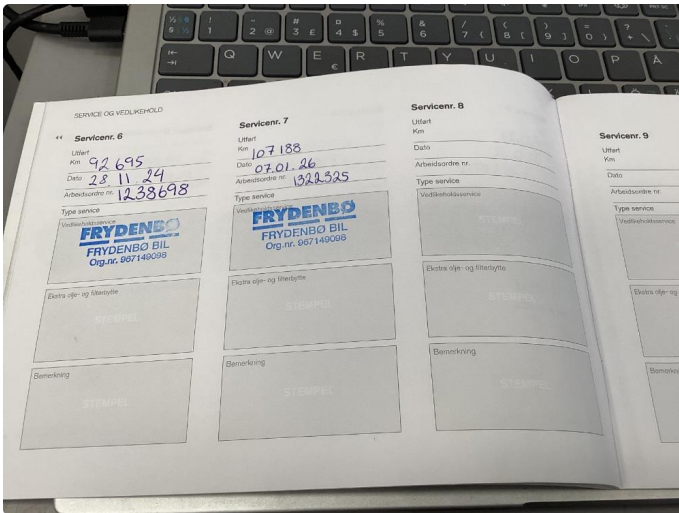 SERVICE OG VEDLIKEHOLD
Servicenr. 6
Utført
Km 92 695
Dato 28 11. 24
Arbeidsordre nr. 1238698
Type service
Vedlikeholdsservice
FRYDENBØ
FRYDENBØ BIL
Org.nr. 967149098
Ekstra olje- og filterbytte
STEMPEL
Bemerkning
STEMPEL
Servicenr. 7
Utført
Km 107 188
Dato 07.01.26
Arbeidsordre nr. 1322325
Type service
Vedlikeholdsservice
FRYDENBØ
FRYDENBØ BIL
Org.nr. 967149098
Ekstra olje- og filterbytte
STEMPEL
Bemerkning
STEMPEL
Servicenr. 8
Utført
Km
Dato
Arbeidsordre nr.
Type service
Vedlikeholdsservice
STEMPEL
Ekstra olje- og filterbytte
STEMPEL
Bemerkning
STEMPEL
Servicenr. 9
Utført
Km
Dato
Arbeidsordre nr.
Type service
Vedlikeholdsservice
Ekstra olje- og
Q W E R T Y U I O P Å